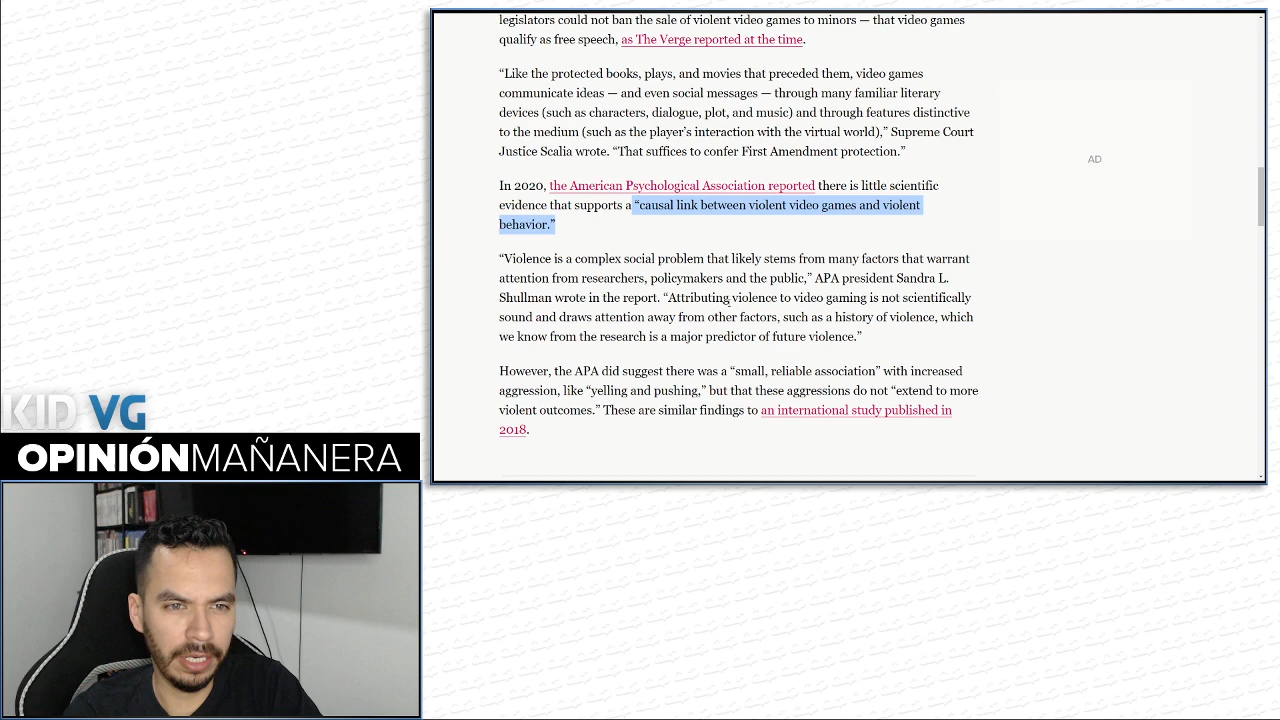 legislators could not ban the sale of violent video games to minors — that video games
qualify as free speech, as The Verge reported at the time.
“Like the protected books, plays, and movies that preceded them, video games
communicate ideas — and even social messages — through many familiar literary
devices (such as characters, dialogue, plot, and music) and through features distinctive
to the medium (such as the player’s interaction with the virtual world),” Supreme Court
Justice Scalia wrote. “That suffices to confer First Amendment protection.”
AD
In 2020, the American Psychological Association reported there is little scientific
evidence that supports a “causal link between violent video games and violent
behavior.”
“Violence is a complex social problem that likely stems from many factors that warrant
attention from researchers, policymakers and the public,” APA president Sandra L.
Shullman wrote in the report. “Attributing violence to video gaming is not scientifically
sound and draws attention away from other factors, such as a history of violence, which
we know from the research is a major predictor of future violence.”
However, the APA did suggest there was a “small, reliable association” with increased
aggression, like “yelling and pushing,” but that these aggressions do not “extend to more
violent outcomes.” These are similar findings to an international study published in
2018.
KID VG
OPINIÓNMAÑANERA